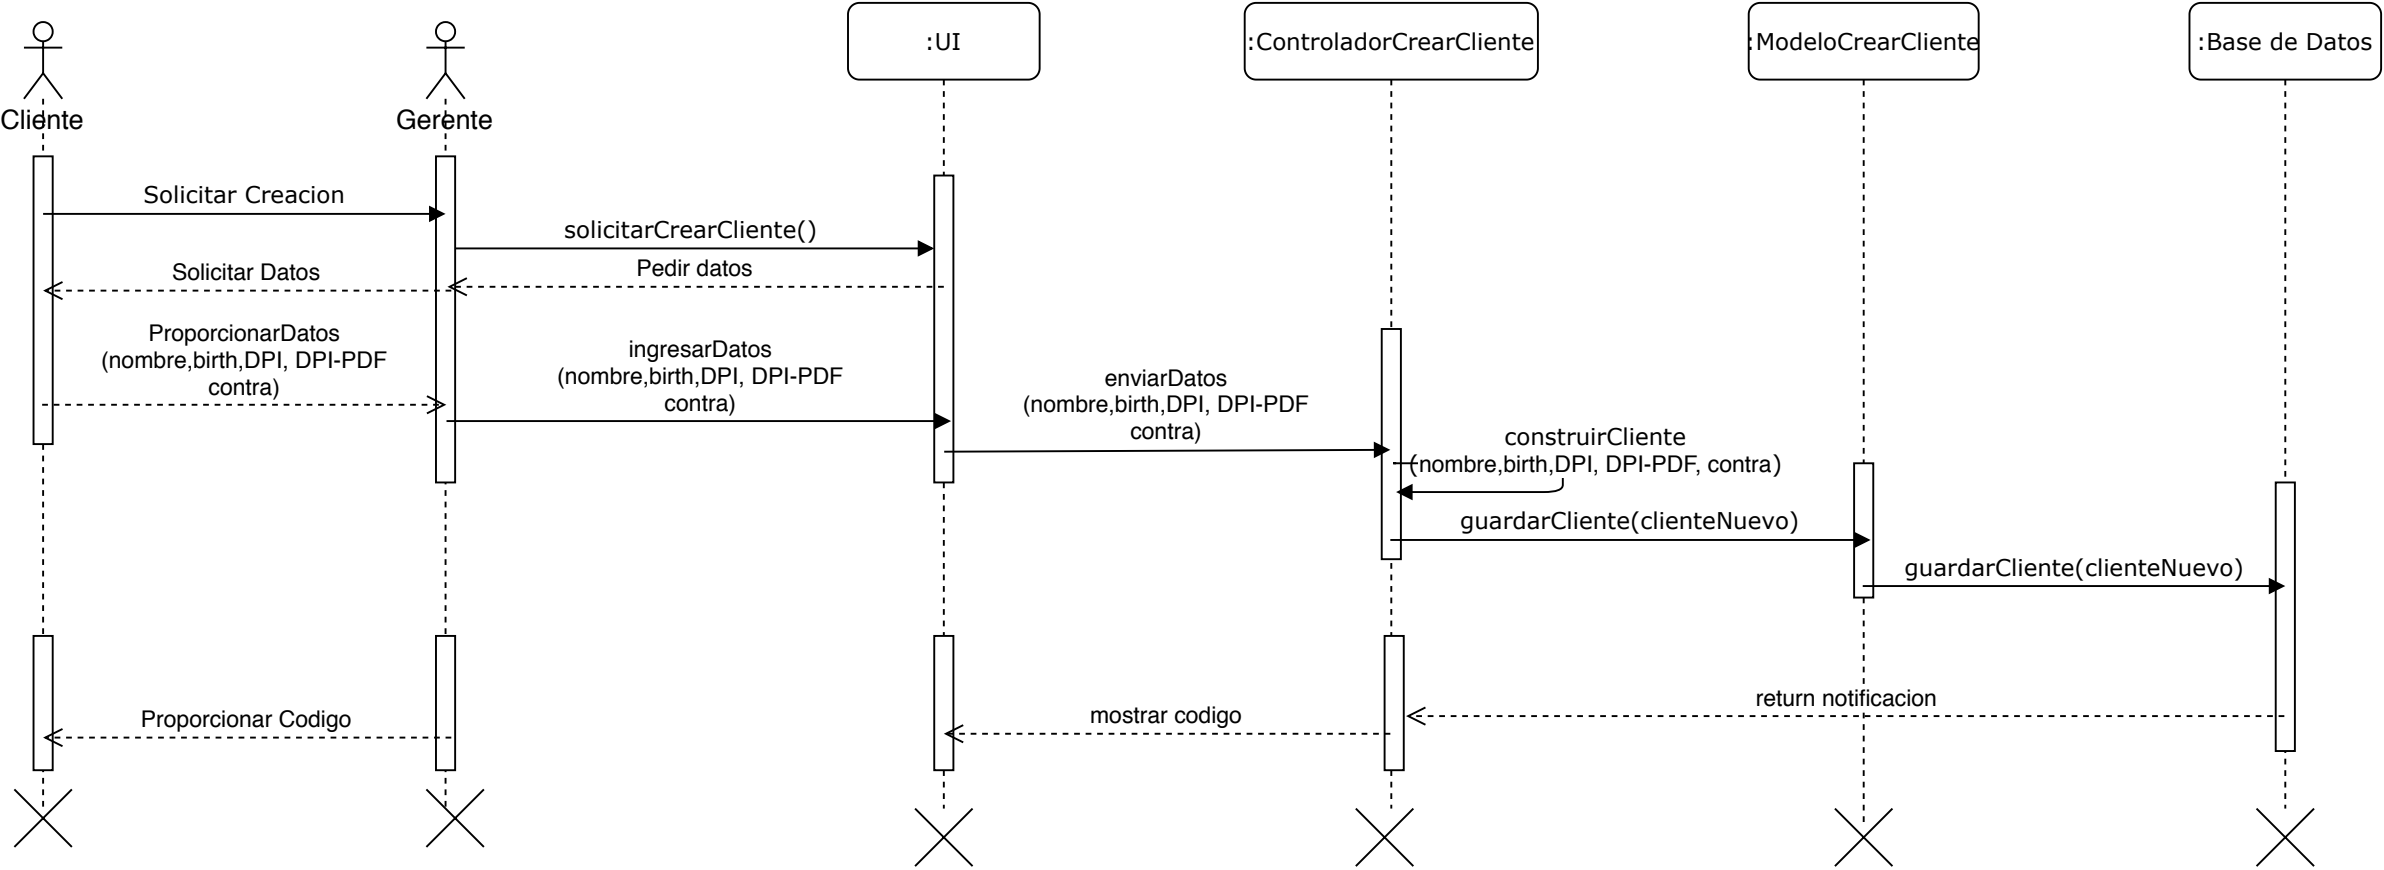 :UI
:ControladorCrearCliente
:ModeloCrearCliente
:Base de Datos
Cliente
Gerente
Solicitar Creacion
solicitarCrearCliente()
Solicitar Datos
Pedir datos
ProporcionarDatos
(nombre,birth,DPI, DPI-PDF
contra)
ingresarDatos
(nombre,birth,DPI, DPI-PDF
contra)
enviarDatos
(nombre,birth,DPI, DPI-PDF
contra)
construirCliente
(nombre,birth,DPI, DPI-PDF, contra)
guardarCliente(clienteNuevo)
guardarCliente(clienteNuevo)
return notificacion
mostrar codigo
Proporcionar Codigo